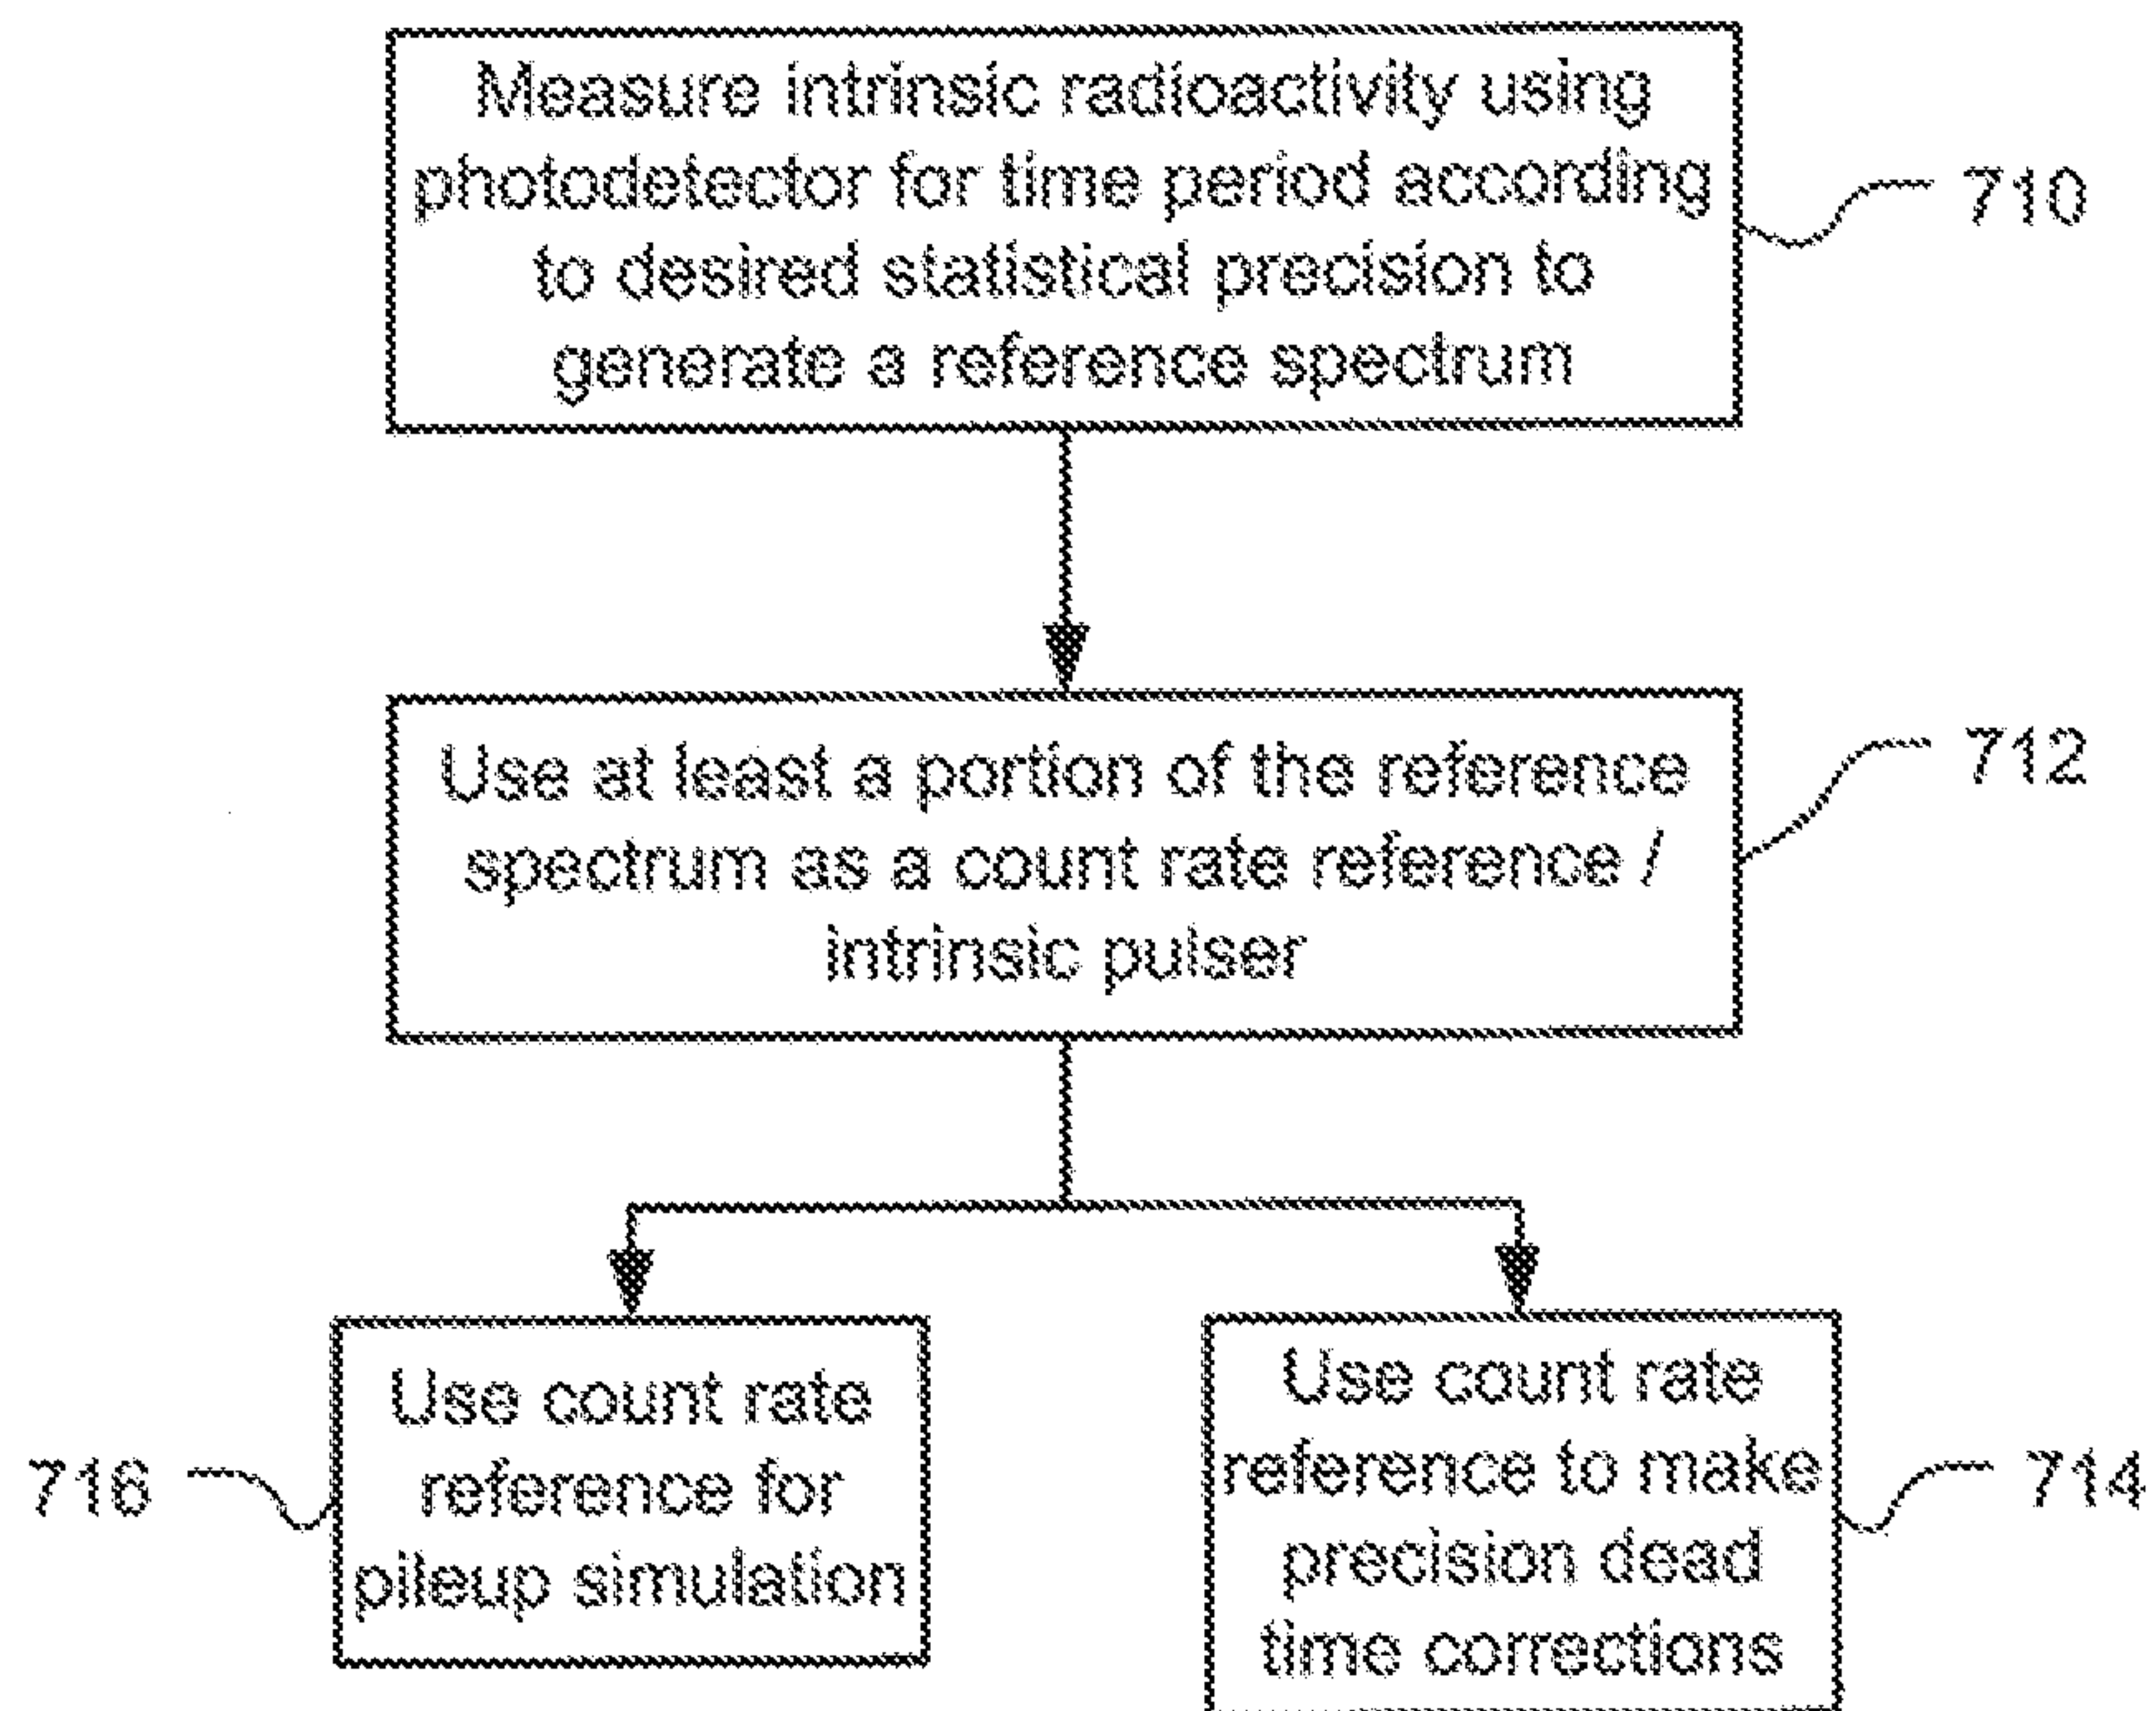 Measure intrinsic radioactivity using
photodetector for time period according
to desired statistical precision to
generate a reference spectrum
710
Use at least a portion of the reference
spectrum as a count rate reference /
intrinsic pulser
712
Use count rate
reference for
pileup simulation
716
Use count rate
reference to make
precision dead
time corrections
714